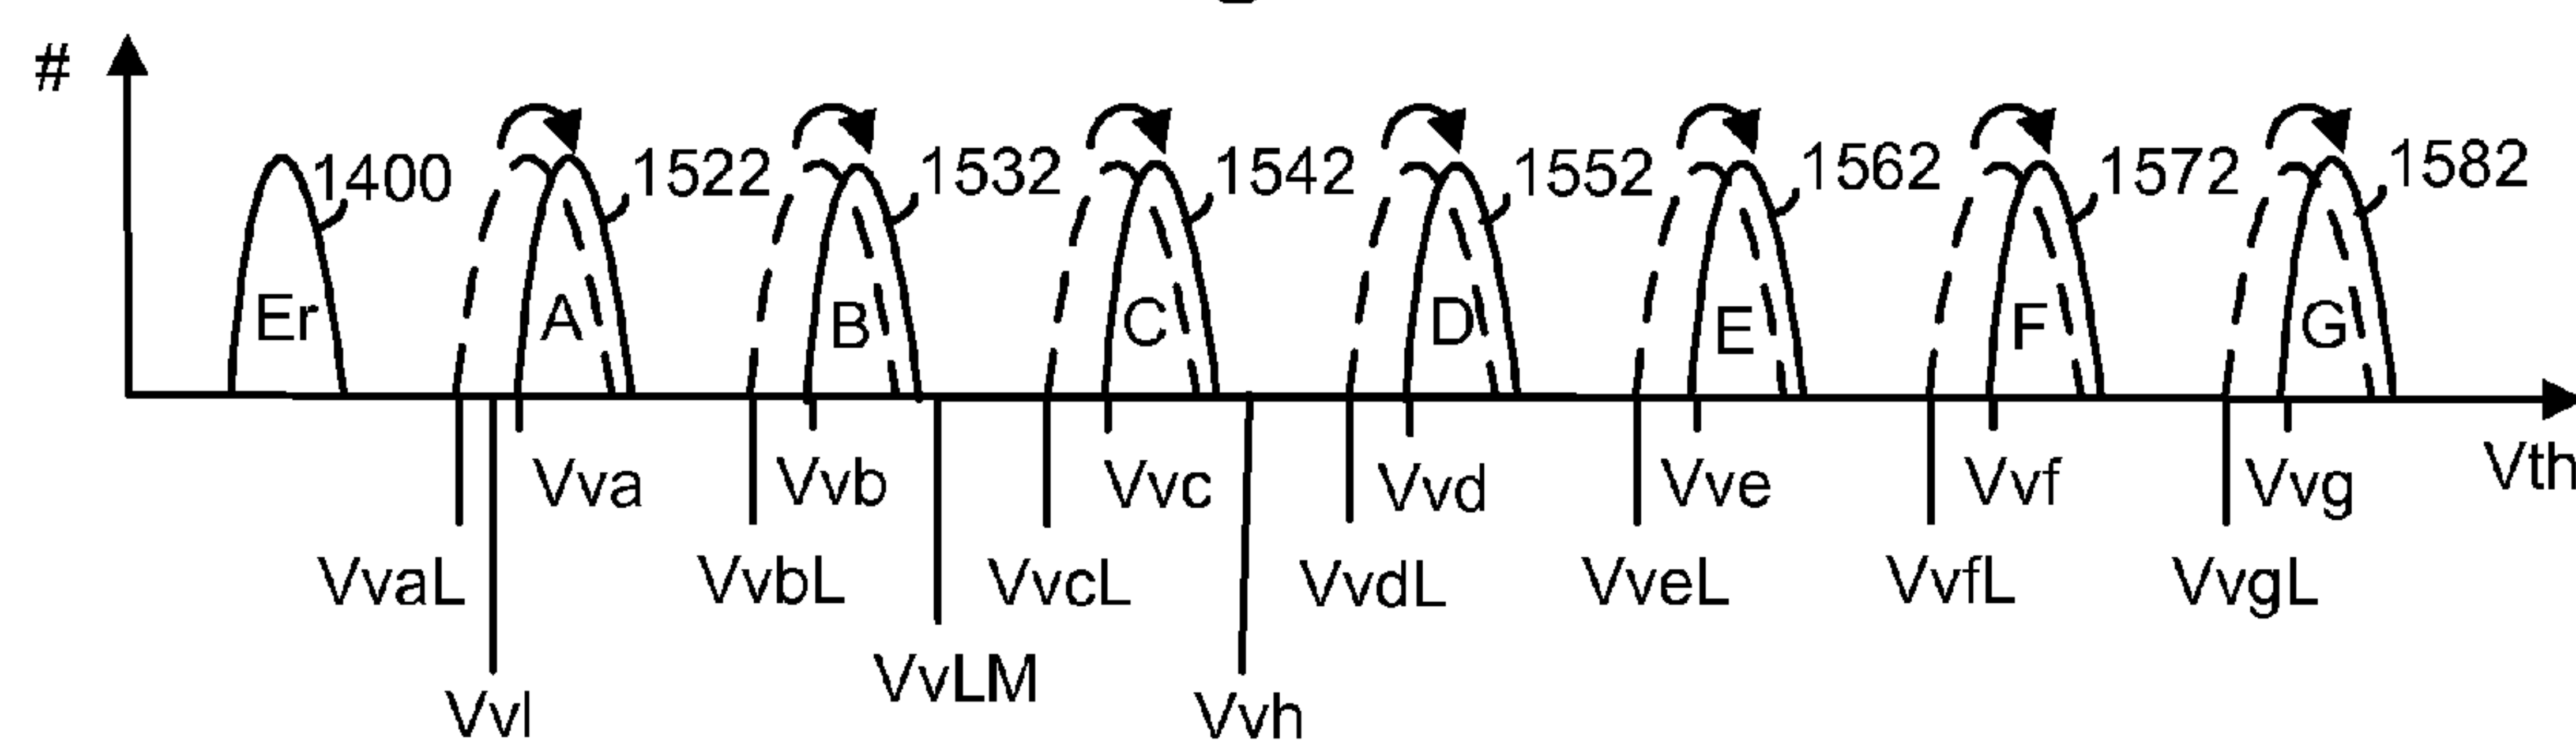 #
1400 1522 1532 1542 1552 1562 1572 1582
Er A B C D E F G
Vva Vvb Vvc Vvd Vve Vvf Vvg Vth
VvaL VvbL VvcL VvdL VveL VvfL VvgL
VvLM
Vvl Vvh